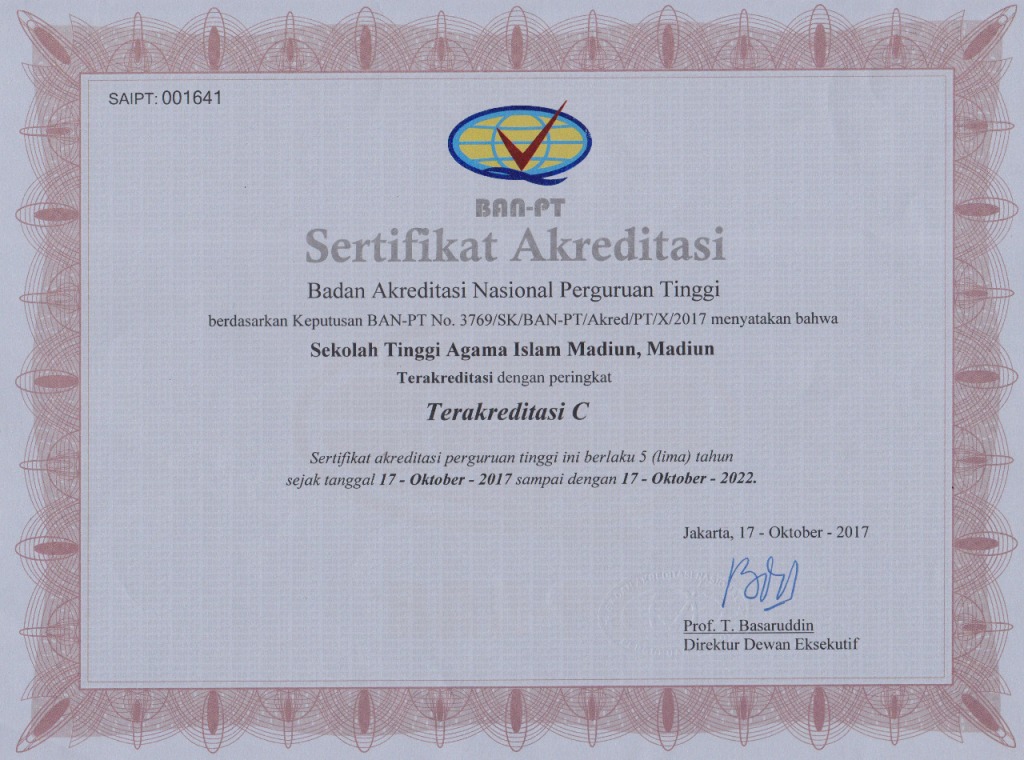 SAIPT: 001641
BAN-PT
Sertifikat Akreditasi
Badan Akreditasi Nasional Perguruan Tinggi
berdasarkan Keputusan BAN-PT No. 3769/SK/BAN-PT/Akred/PT/X/2017 menyatakan bahwa
Sekolah Tinggi Agama Islam Madiun, Madiun
Terakreditasi dengan peringkat
Terakreditasi C
Sertifikat akreditasi perguruan tinggi ini berlaku 5 (lima) tahun
sejak tanggal 17 - Oktober - 2017 sampai dengan 17 - Oktober - 2022.
Jakarta, 17 - Oktober - 2017
Prof. T. Basaruddin
Direktur Dewan Eksekutif